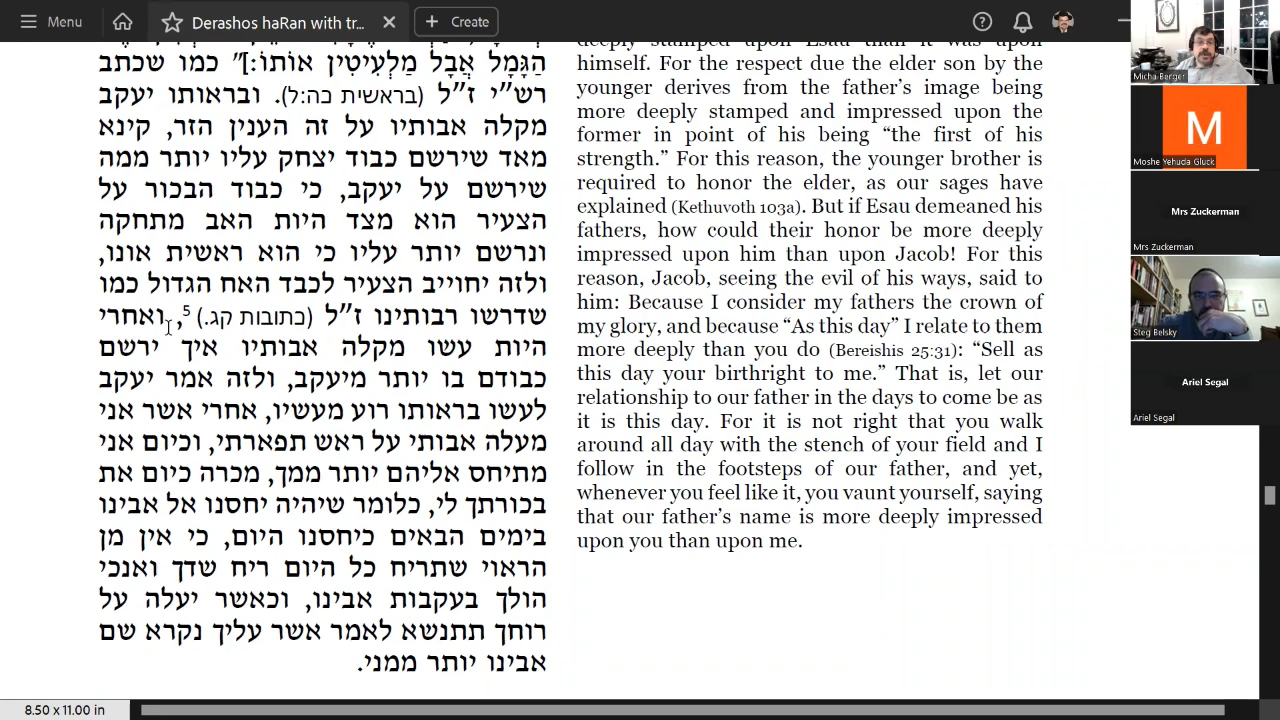 Menu
Derashos haRan with tr...
Create
הַגָּמָל אֲבָל מַלְעִיטִין אוֹתוֹ:]" כמו שכתב
רש"י ז"ל (בראשית כה:ל). ובראותו יעקב
מקלה אבותיו על זה הענין הזר, קינא
מאד שירשם כבוד יצחק עליו יותר ממה
שירשם על יעקב, כי כבוד הבכור על
הצעיר הוא מצד היות האב מתחקה
ונרשם יותר עליו כי הוא ראשית אונו,
ולזה יחוייב הצעיר לכבד האח הגדול כמו
שדרשו רבותינו ז"ל (כתובות קג.) 5, ואחרי
היות עשו מקלה אבותיו איך ירשם
כבודם בו יותר מיעקב, ולזה אמר יעקב
לעשו בראותו רוע מעשיו, אחרי אשר אני
מעלה אבותי על ראש תפארתי, וכיום אני
מתיחס אליהם יותר ממך, מכרה כיום את
בכורתך לי, כלומר שיהיה יחסנו אל אבינו
בימים הבאים כיחסנו היום, כי אין מן
הראוי שתריח כל היום ריח שדך ואנכי
הולך בעקבות אבינו, וכאשר יעלה על
רוחך תתנשא לאמר אשר עליך נקרא שם
אבינו יותר ממני.
deeply stamped upon Esau than it was upon
himself. For the respect due the elder son by the
younger derives from the father's image being
more deeply stamped and impressed upon the
former in point of his being "the first of his
strength." For this reason, the younger brother is
required to honor the elder, as our sages have
explained (Kethuvoth 103a). But if Esau demeaned his
fathers, how could their honor be more deeply
impressed upon him than upon Jacob! For this
reason, Jacob, seeing the evil of his ways, said to
him: Because I consider my fathers the crown of
my glory, and because "As this day" I relate to them
more deeply than you do (Bereishis 25:31): "Sell as
this day your birthright to me." That is, let our
relationship to our father in the days to come be as
it is this day. For it is not right that you walk
around all day with the stench of your field and I
follow in the footsteps of our father, and yet,
whenever you feel like it, you vaunt yourself, saying
that our father's name is more deeply impressed
upon you than upon me.
Micha Berger
M
Moshe Yehuda Gluck
Mrs Zuckerman
Mrs Zuckerman
Steg Belsky
Ariel Segal
Ariel Segal
8.50 x 11.00 in